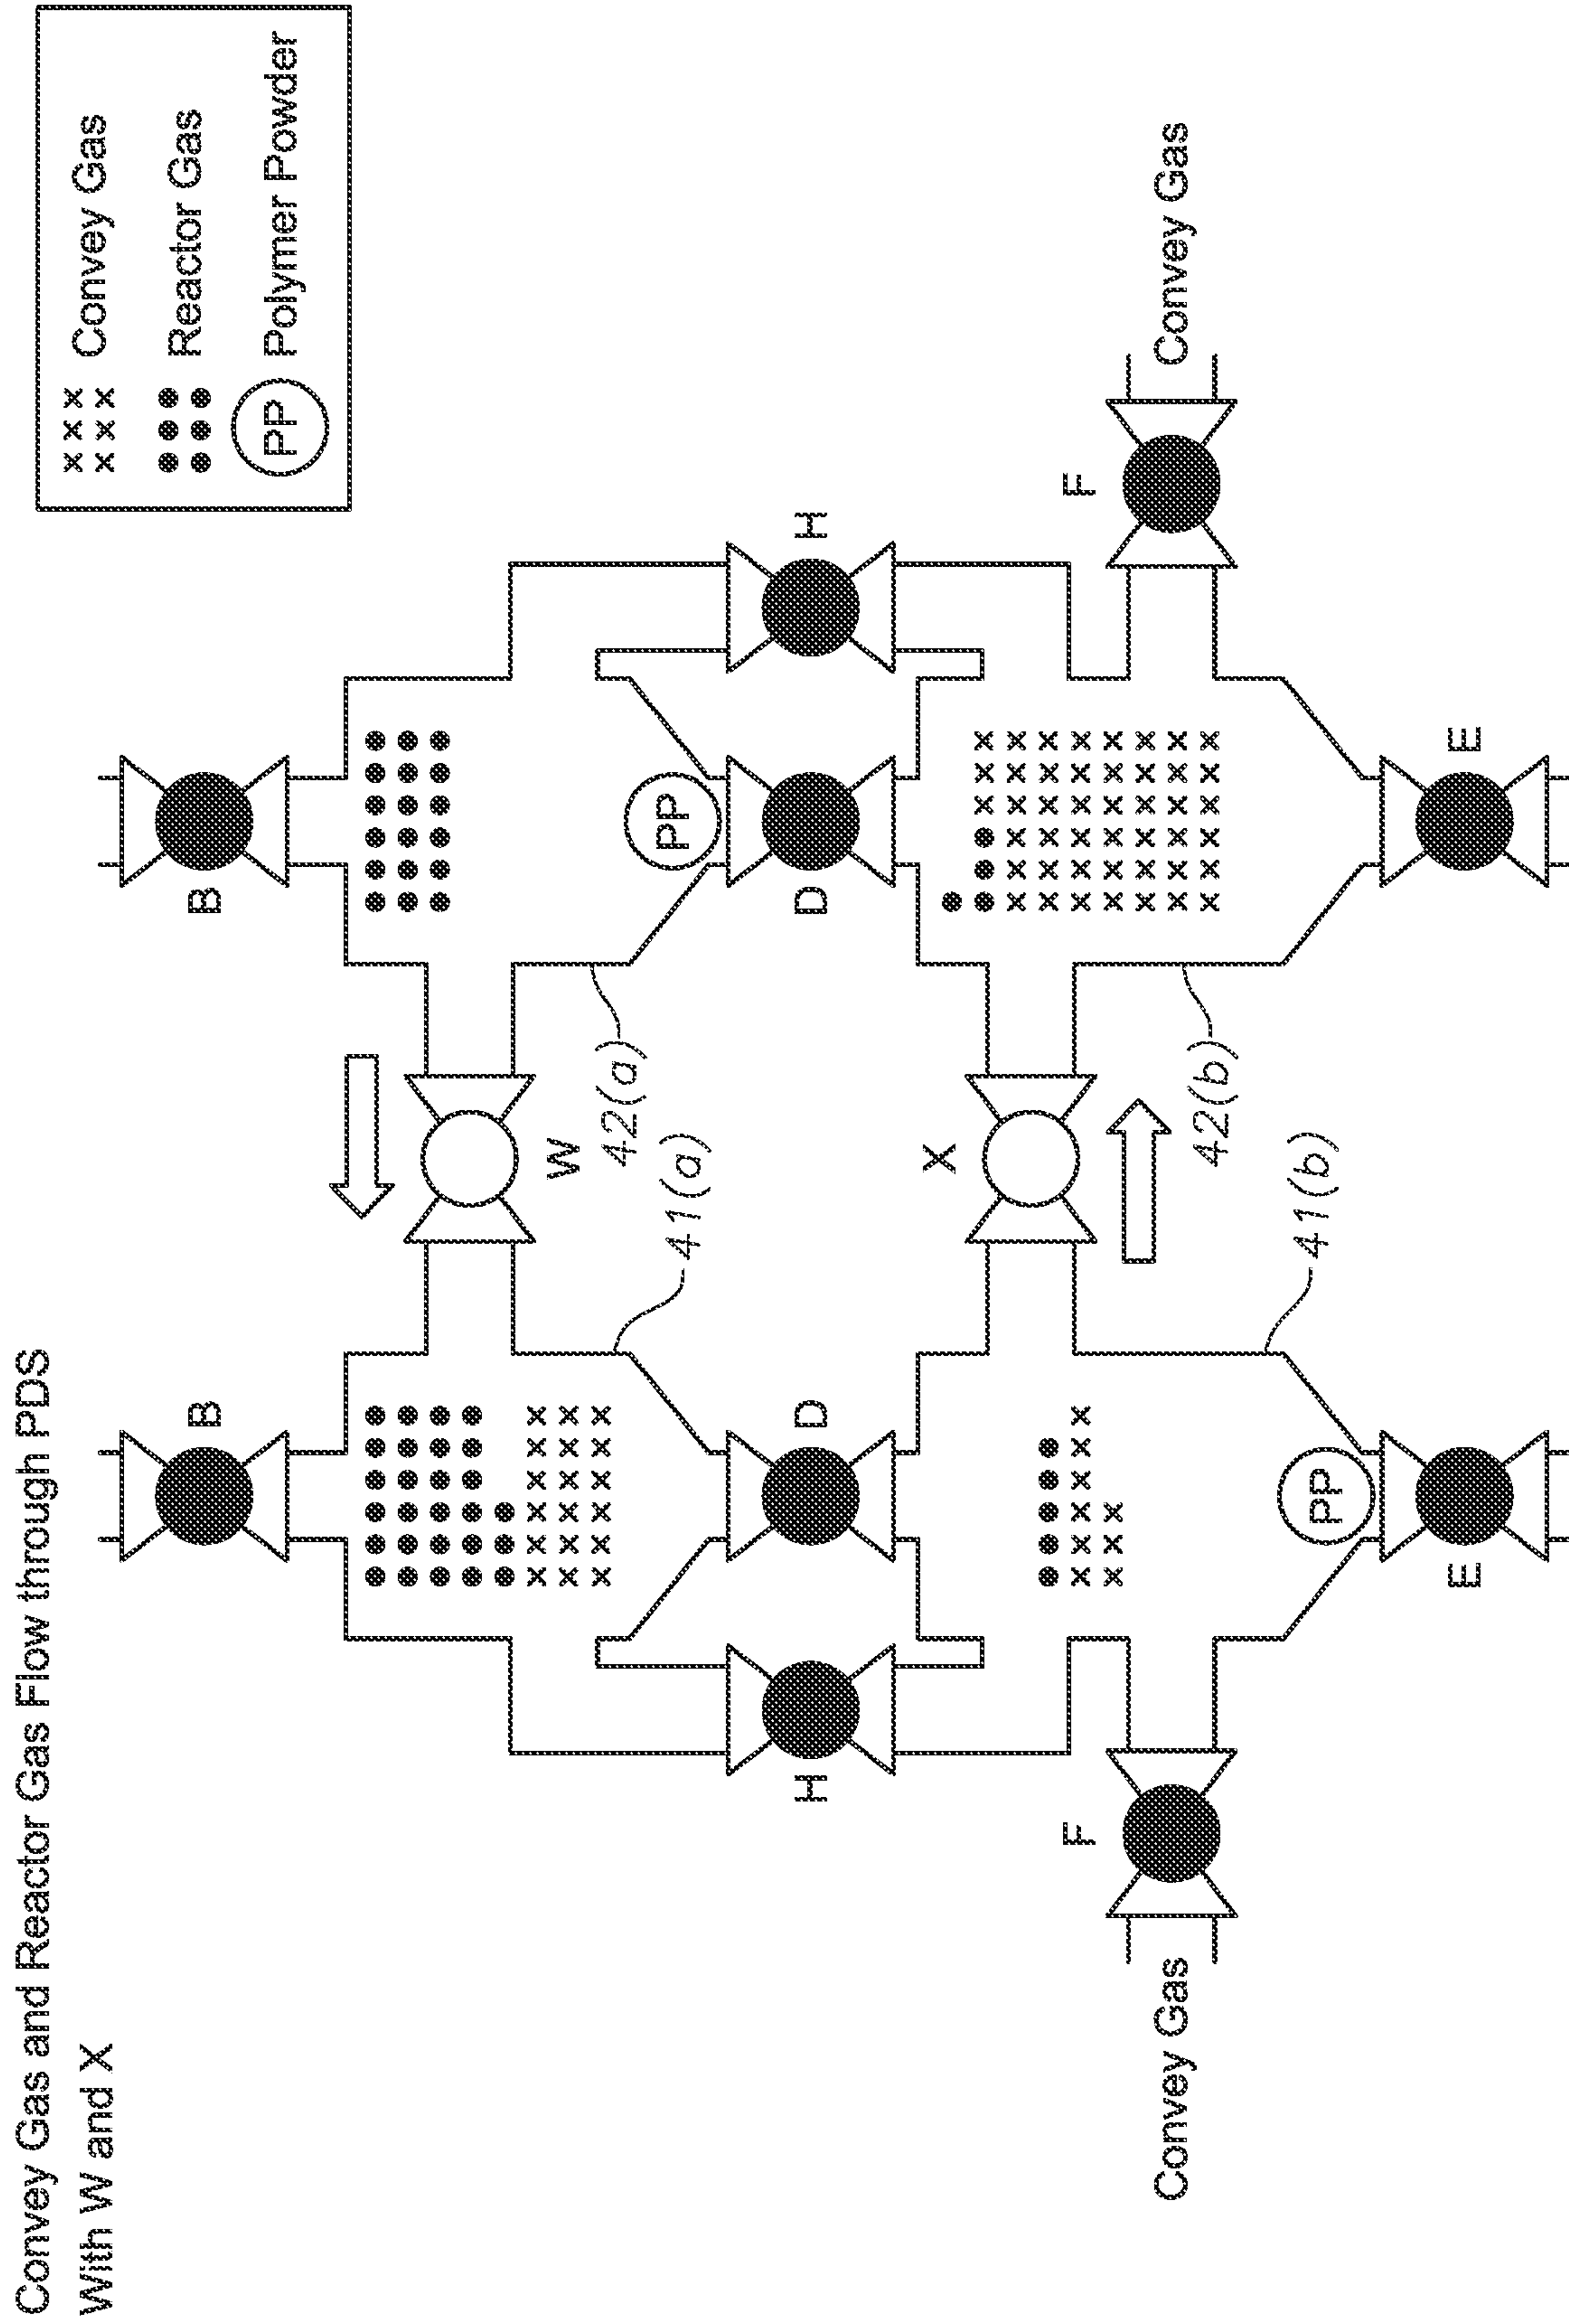 Convey Gas and Reactor Gas Flow through PDS
With W and X
Convey Gas
Reactor Gas
PP Polymer Powder
B
B
W
42(a)
41(a)
PP
H
D
D
H
X
F
F
Convey Gas
Convey Gas
42(b)
41(b)
PP
E
E